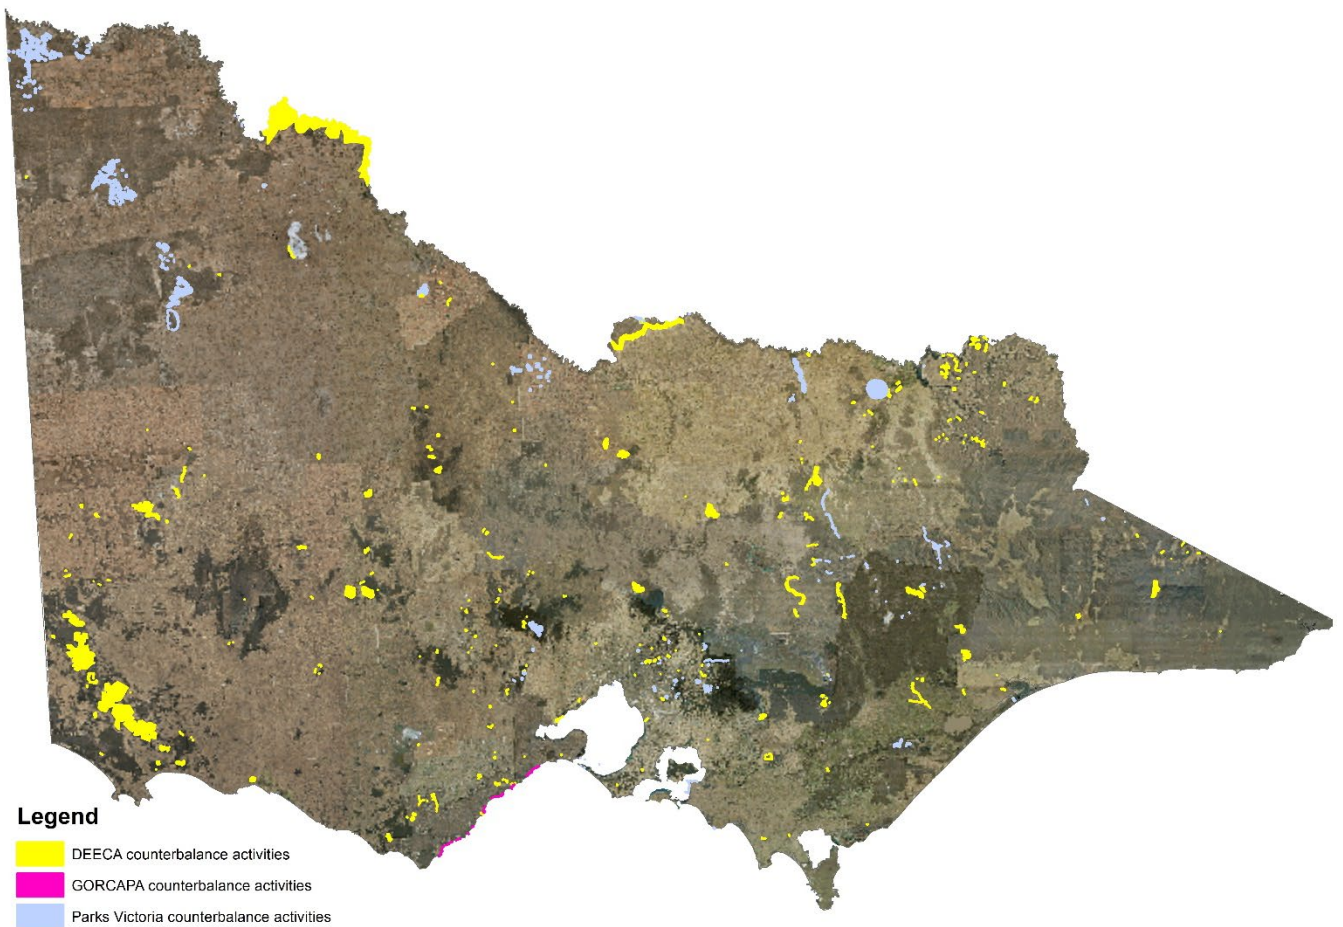 Legend
DEECA counterbalance activities
GORCAPA counterbalance activities
Parks Victoria counterbalance activities